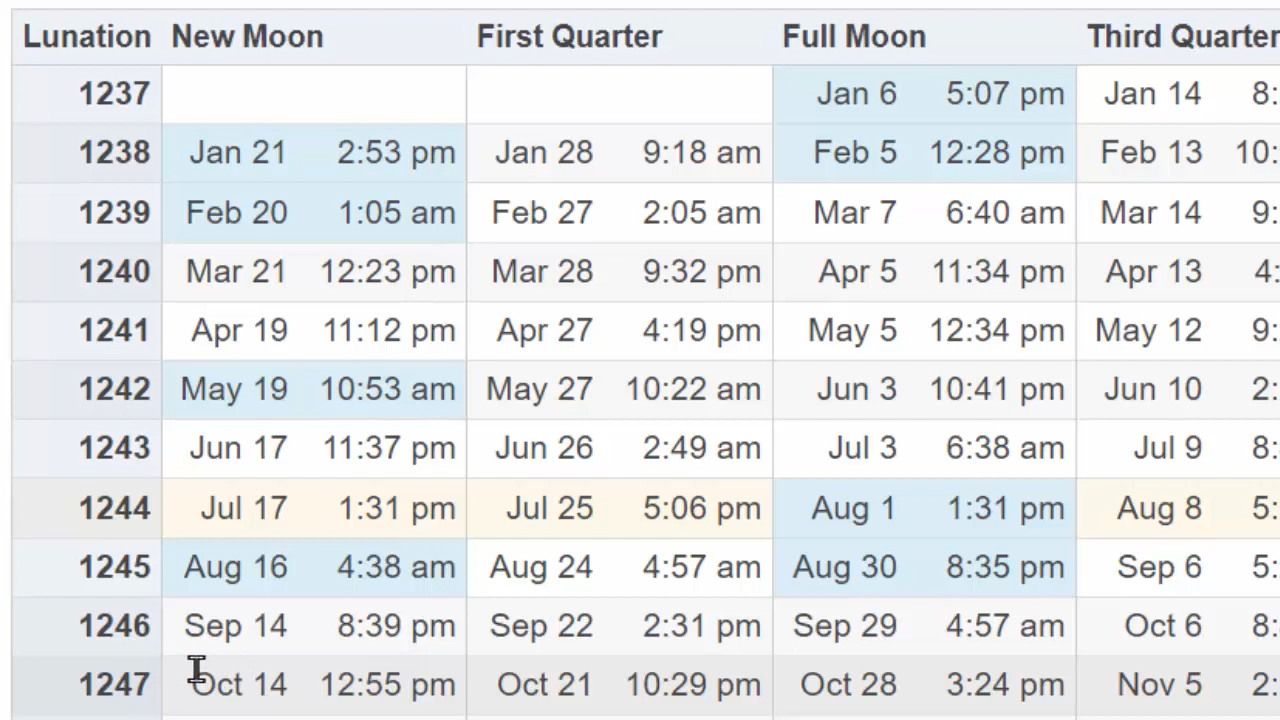 Lunation New Moon First Quarter Full Moon Third Quarter
1237 Jan 6 5:07 pm Jan 14 8:
1238 Jan 21 2:53 pm Jan 28 9:18 am Feb 5 12:28 pm Feb 13 10:
1239 Feb 20 1:05 am Feb 27 2:05 am Mar 7 6:40 am Mar 14 9:
1240 Mar 21 12:23 pm Mar 28 9:32 pm Apr 5 11:34 pm Apr 13 4:
1241 Apr 19 11:12 pm Apr 27 4:19 pm May 5 12:34 pm May 12 9:
1242 May 19 10:53 am May 27 10:22 am Jun 3 10:41 pm Jun 10 2:
1243 Jun 17 11:37 pm Jun 26 2:49 am Jul 3 6:38 am Jul 9 8:
1244 Jul 17 1:31 pm Jul 25 5:06 pm Aug 1 1:31 pm Aug 8 5:
1245 Aug 16 4:38 am Aug 24 4:57 am Aug 30 8:35 pm Sep 6 5:
1246 Sep 14 8:39 pm Sep 22 2:31 pm Sep 29 4:57 am Oct 6 8:
1247 Oct 14 12:55 pm Oct 21 10:29 pm Oct 28 3:24 pm Nov 5 2: